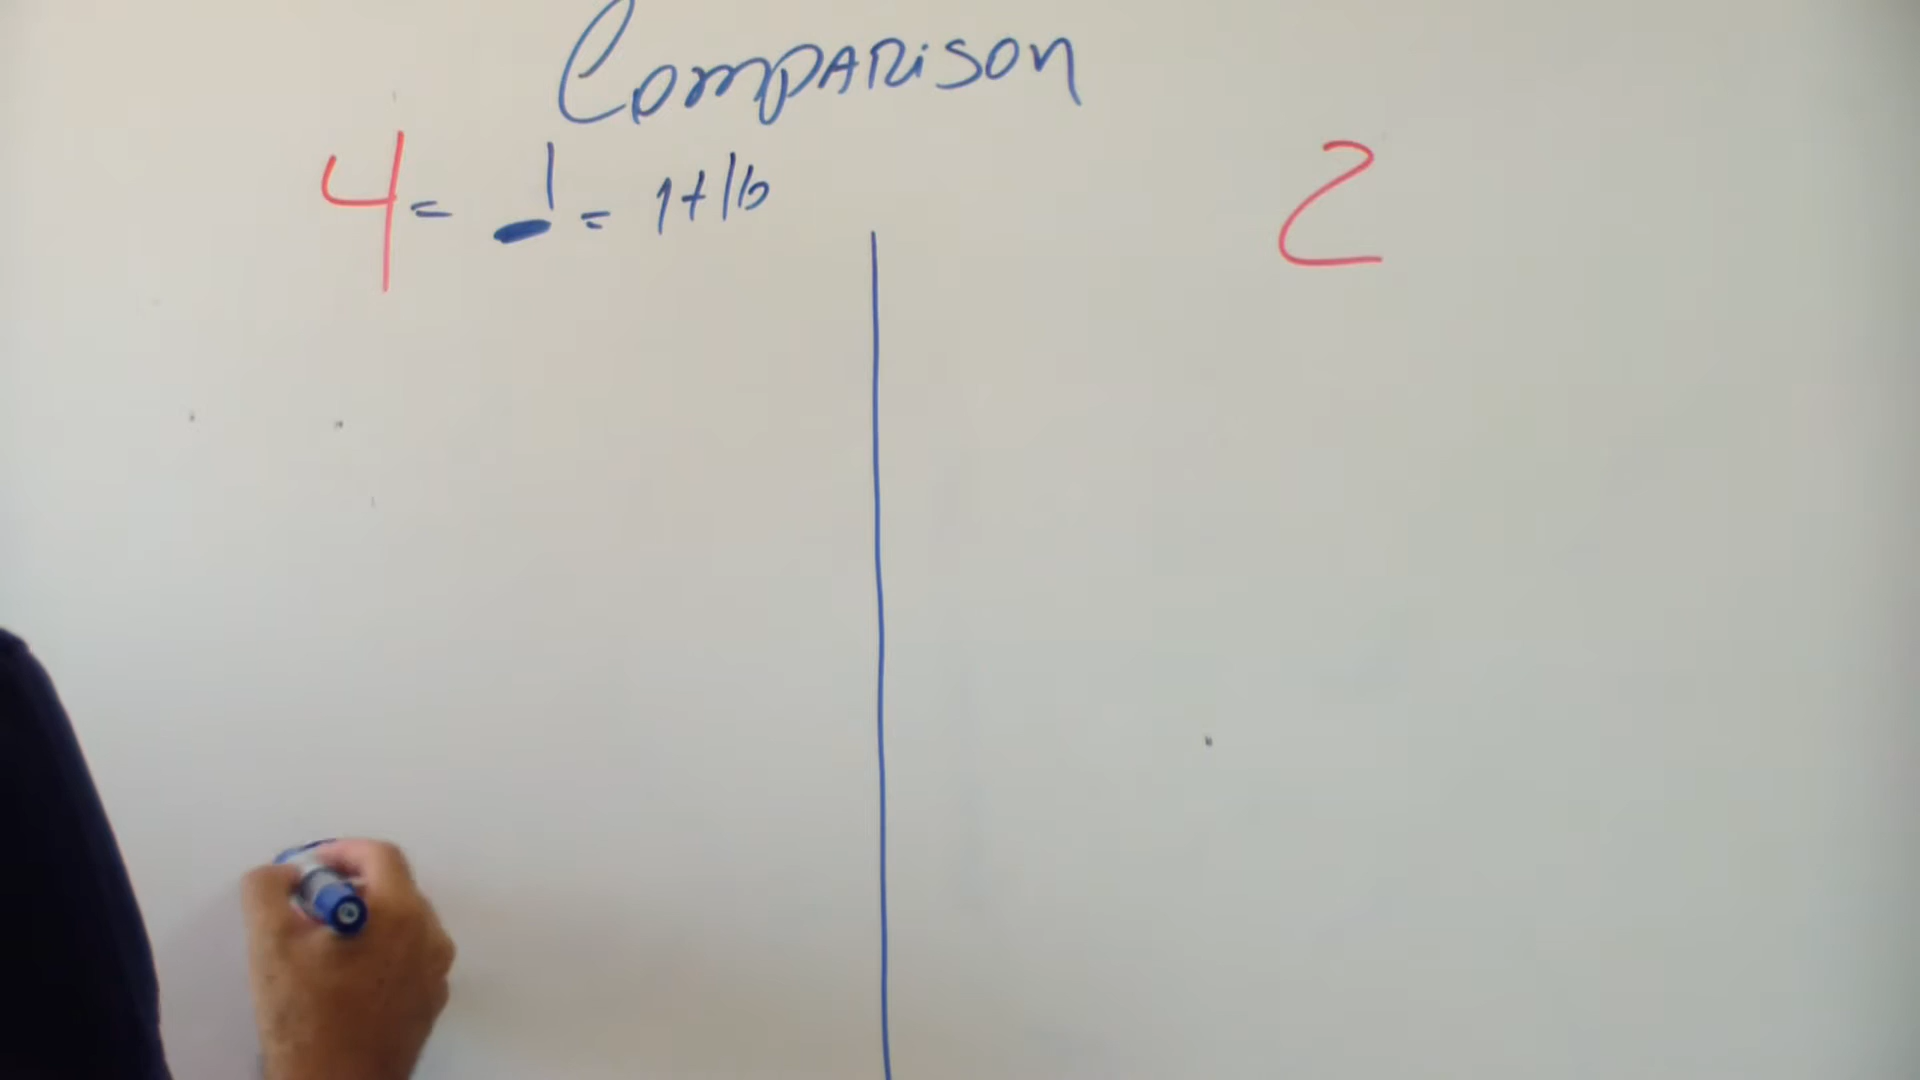 Comparison
4 = 1 = 1+1b
2